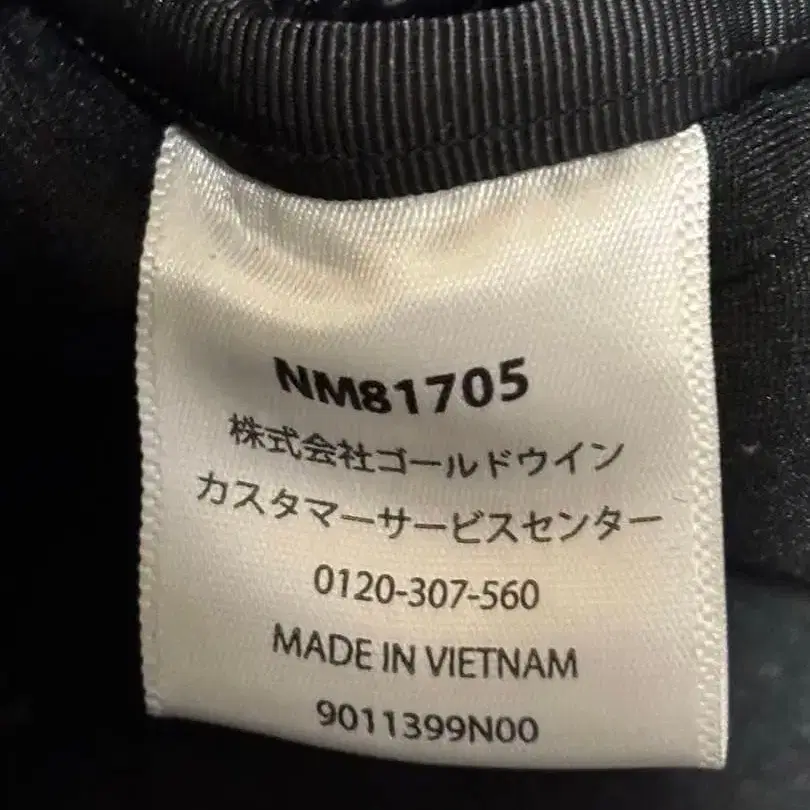 NM81705
株式会社ゴールドウイン
カスタマーサービスセンター
0120-307-560
MADE IN VIETNAM
9011399N00